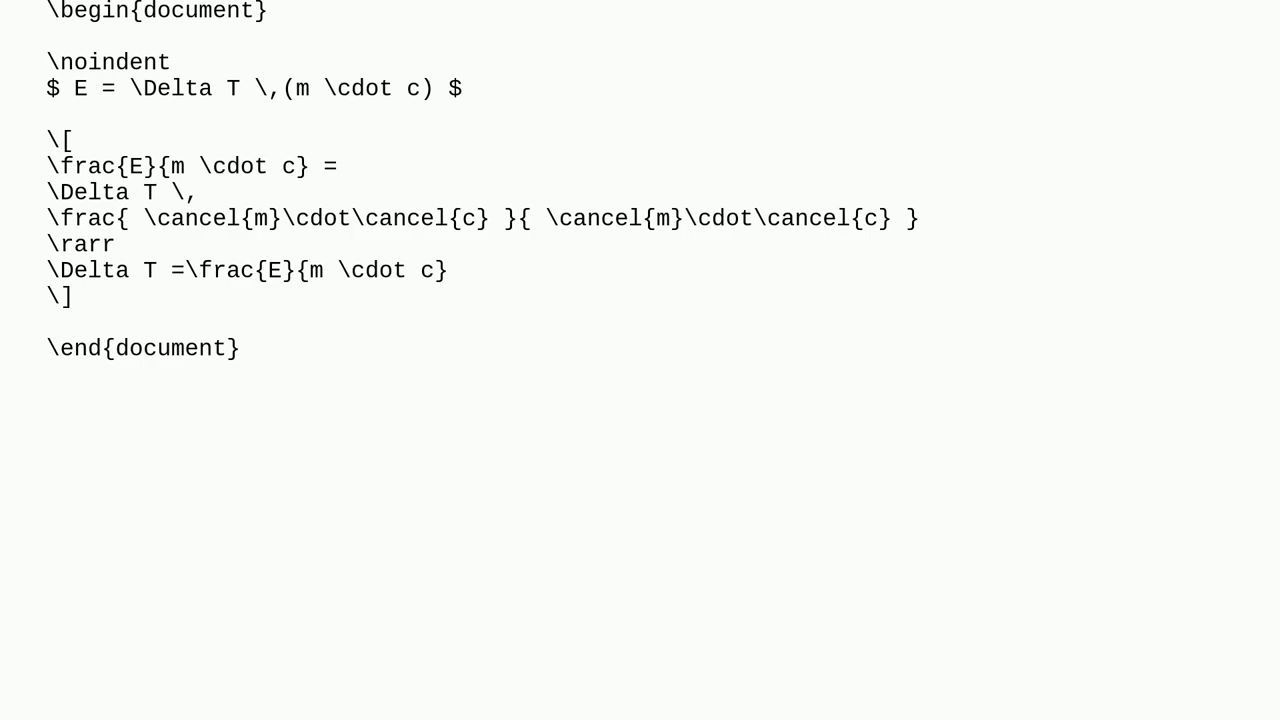 \begin{document}
\noindent
$ E = \Delta T \,(m \cdot c) $
\[
\frac{E}{m \cdot c} =
\Delta T \,
\frac{ \cancel{m}\cdot\cancel{c} }{ \cancel{m}\cdot\cancel{c} }
\rarr
\Delta T =\frac{E}{m \cdot c}
\]
\end{document}